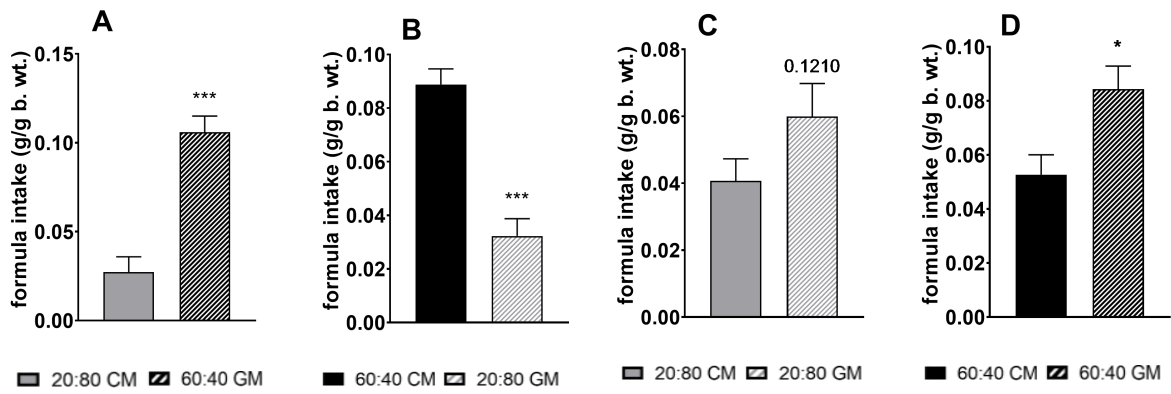 A
formula intake (g/g b. wt.)
0.15
0.10
0.05
0.00
***
20:80 CM 60:40 GM
B
formula intake (g/g b. wt.)
0.10
0.08
0.06
0.04
0.02
0.00
***
60:40 CM 20:80 GM
C
formula intake (g/g b. wt.)
0.08
0.06
0.04
0.02
0.00
0.1210
20:80 CM 20:80 GM
D
formula intake (g/g b. wt.)
0.10
0.08
0.06
0.04
0.02
0.00
*
60:40 CM 60:40 GM